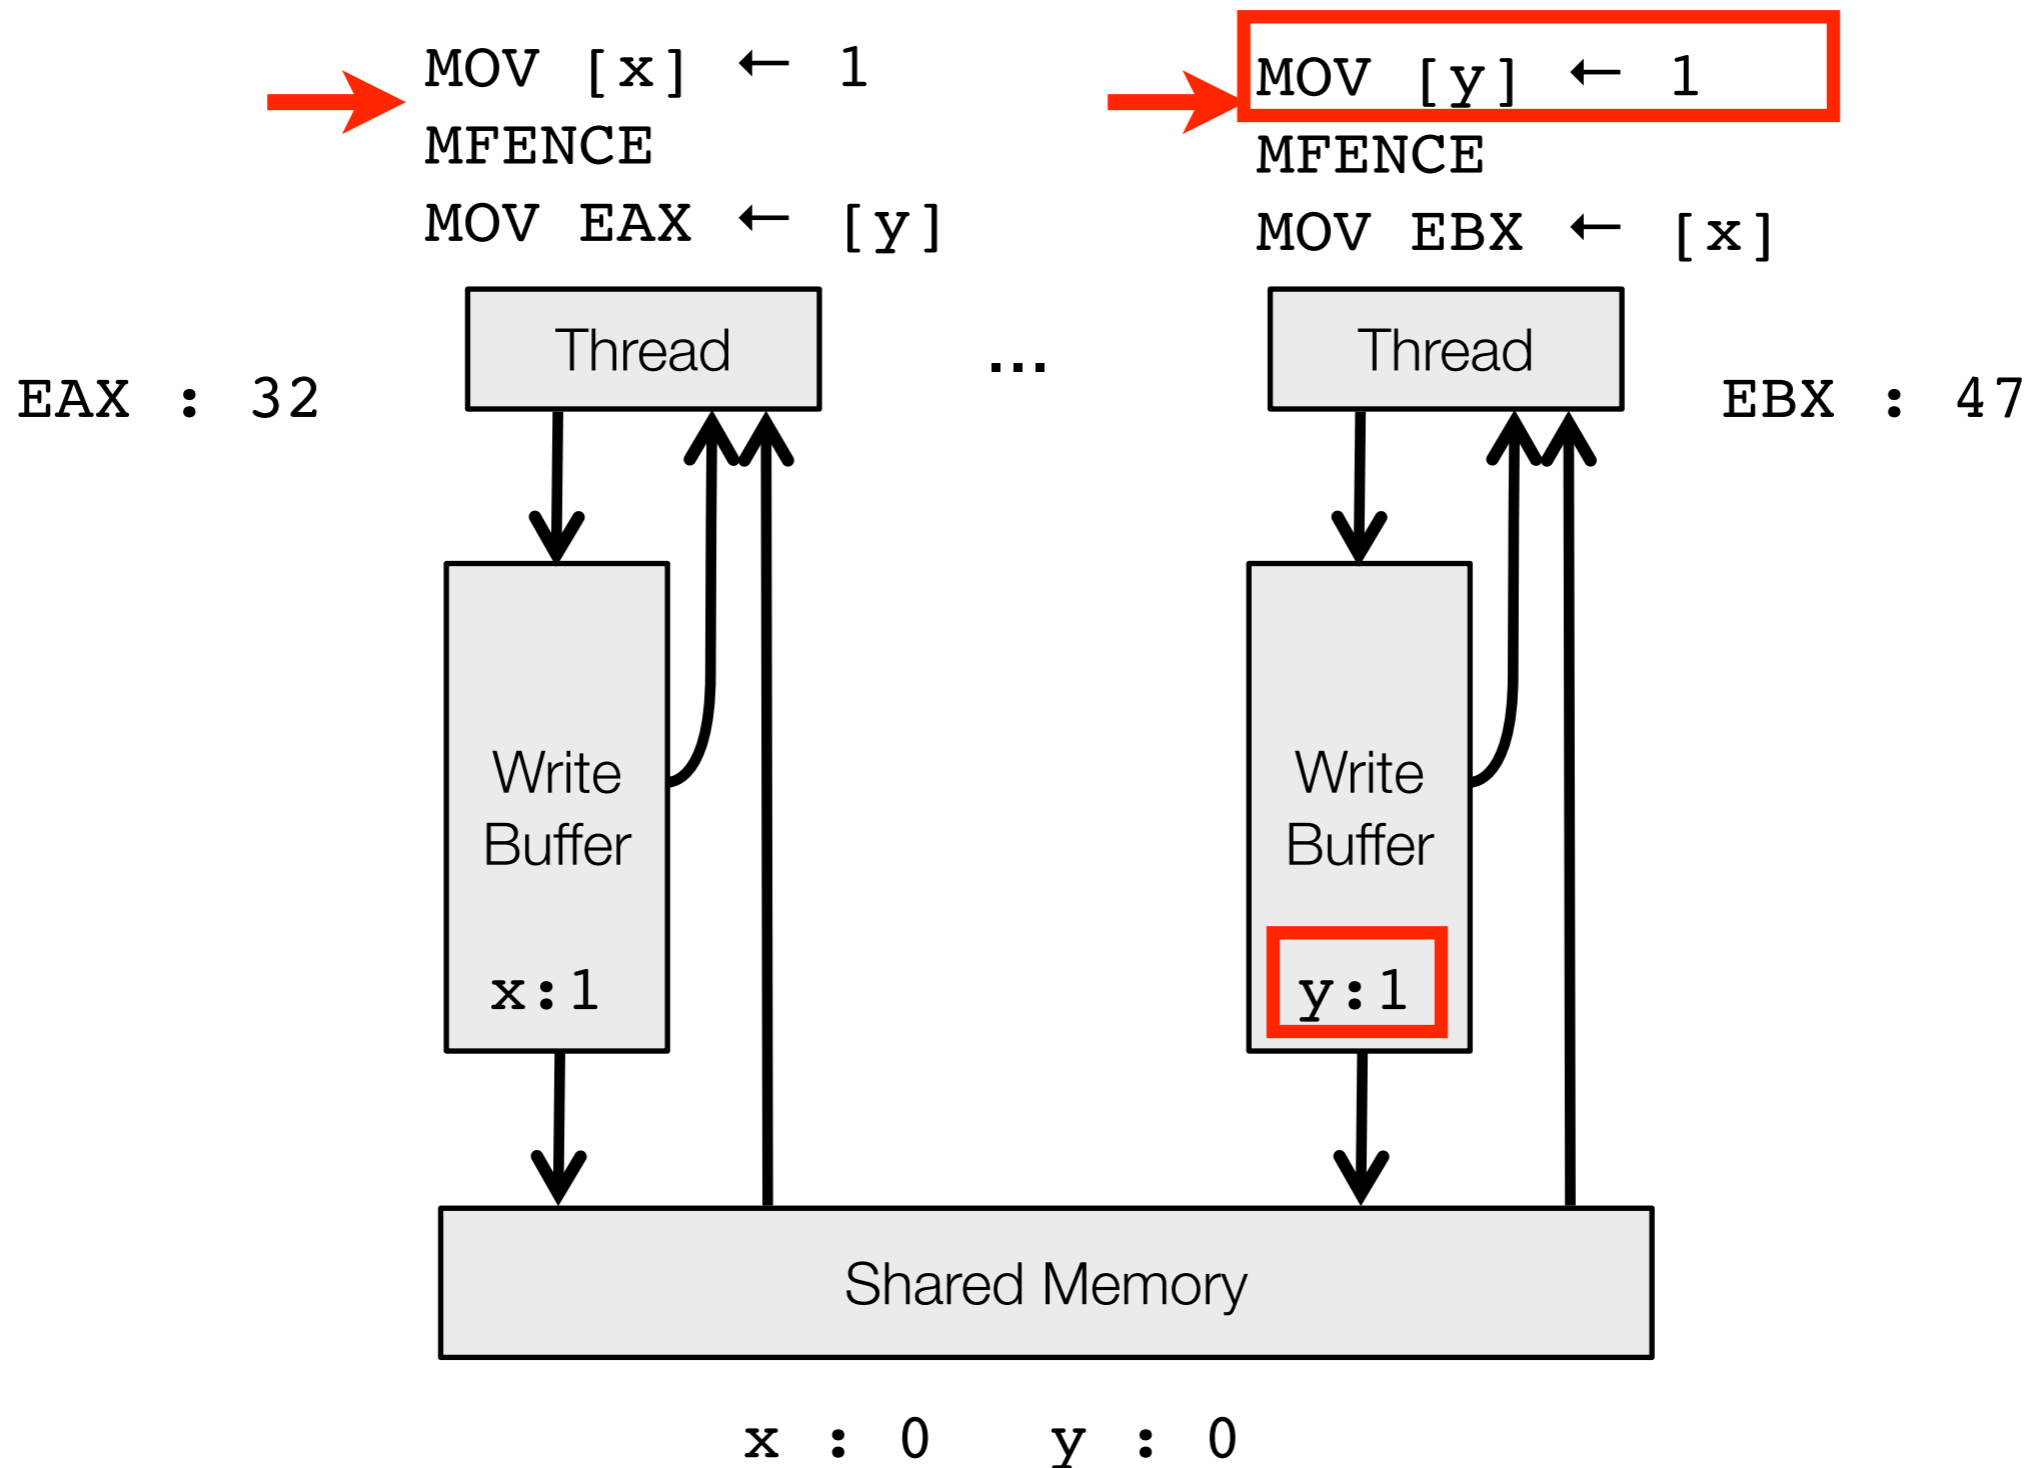 MOV [x] ← 1
MFENCE
MOV EAX ← [y]
MOV [y] ← 1
MFENCE
MOV EBX ← [x]
Thread
...
Thread
EAX : 32
EBX : 47
Write
Buffer
x:1
Write
Buffer
y:1
Shared Memory
x : 0 y : 0